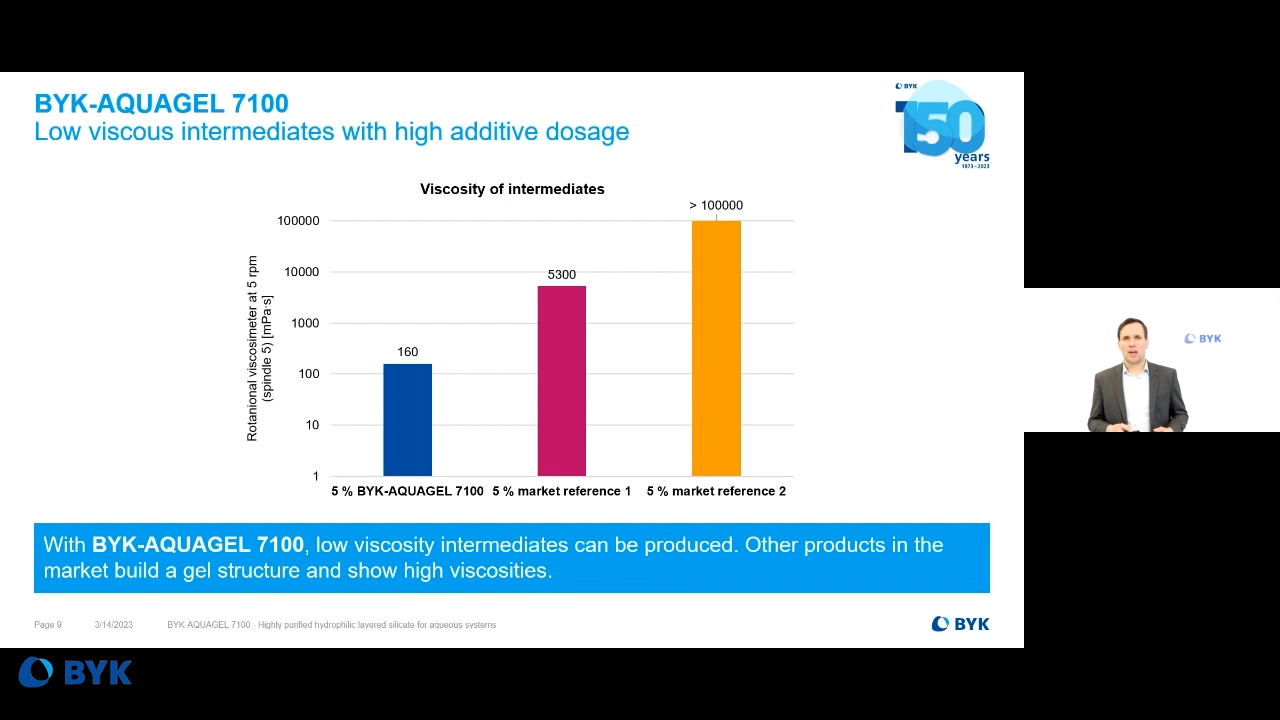 BYK-AQUAGEL 7100
Low viscous intermediates with high additive dosage
BYK
150
years
1873–2023
Viscosity of intermediates
Rotanional viscosimeter at 5 rpm
(spindle 5) [mPa·s]
100000
10000
1000
100
10
1
160
5300
> 100000
5 % BYK-AQUAGEL 7100
5 % market reference 1
5 % market reference 2
With BYK-AQUAGEL 7100, low viscosity intermediates can be produced. Other products in the
market build a gel structure and show high viscosities.
Page 9
3/14/2023
BYK-AQUAGEL 7100 - Highly purified hydrophilic layered silicate for aqueous systems
BYK
BYK
BYK